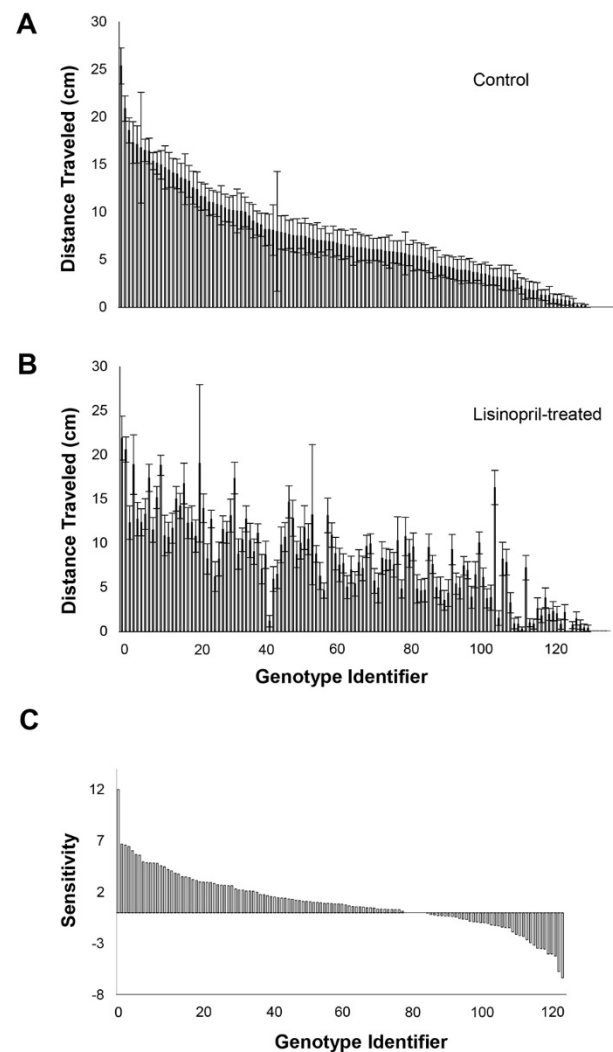 A
30
25
20
15
10
5
0
Distance Traveled (cm)
Control
B
30
25
20
15
10
5
0
Distance Traveled (cm)
Lisinopril-treated
0 20 40 60 80 100 120
Genotype Identifier
C
12
7
2
-3
-8
Sensitivity
0 20 40 60 80 100 120
Genotype Identifier